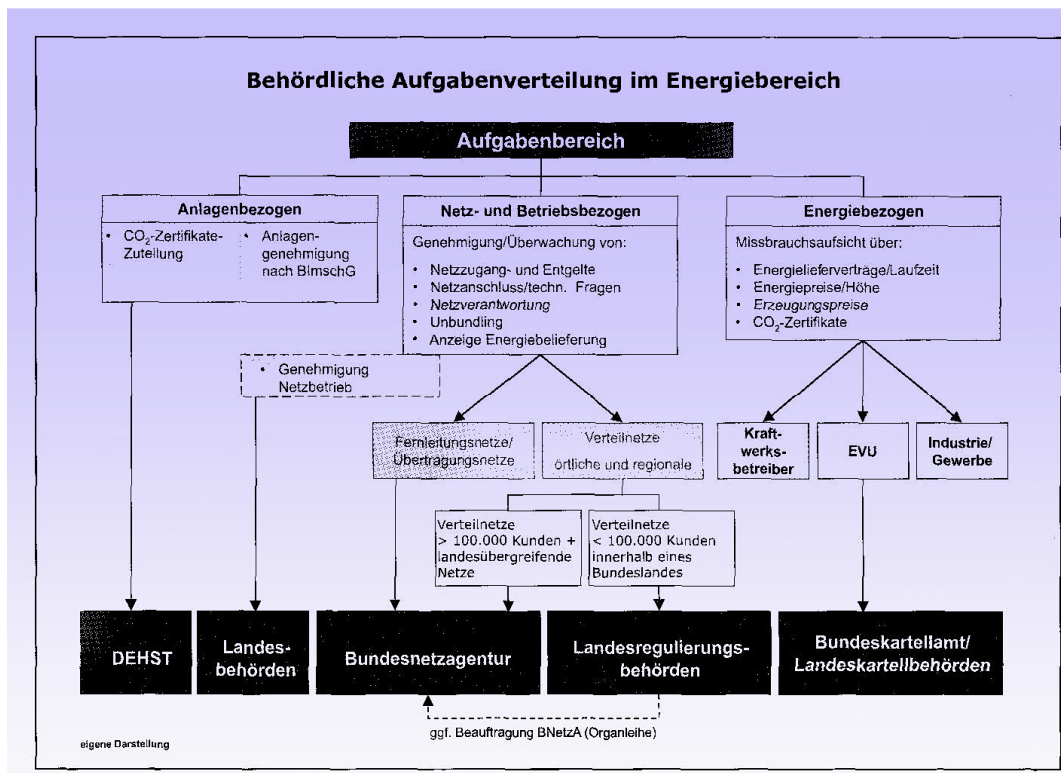 Behördliche Aufgabenverteilung im Energiebereich
Aufgabenbereich
Anlagenbezogen
• CO₂-Zertifikate-
Zuteilung
• Anlagen-
genehmigung
nach BImschG
Netz- und Betriebsbezogen
Genehmigung/Überwachung von:
• Netzzugang- und Entgelte
• Netzanschluss/techn. Fragen
• Netzverantwortung
• Unbundling
• Anzeige Energiebelieferung
Energiebezogen
Missbrauchsaufsicht über:
• Energielieferverträge/Laufzeit
• Energiepreise/Höhe
• Erzeugungspreise
• CO₂-Zertifikate
• Genehmigung
Netzbetrieb
Fernleitungsnetze/
Übertragungsnetze
Verteilnetze
örtliche und regionale
Kraft-
werks-
betreiber
EVU
Industrie/
Gewerbe
Verteilnetze
> 100.000 Kunden +
landesübergreifende
Netze
Verteilnetze
< 100.000 Kunden
innerhalb eines
Bundeslandes
DEHST
Landes-
behörden
Bundesnetzagentur
Landesregulierungs-
behörden
Bundeskartellamt/
Landeskartellbehörden
ggf. Beauftragung BNetzA (Organleihe)
eigene Darstellung